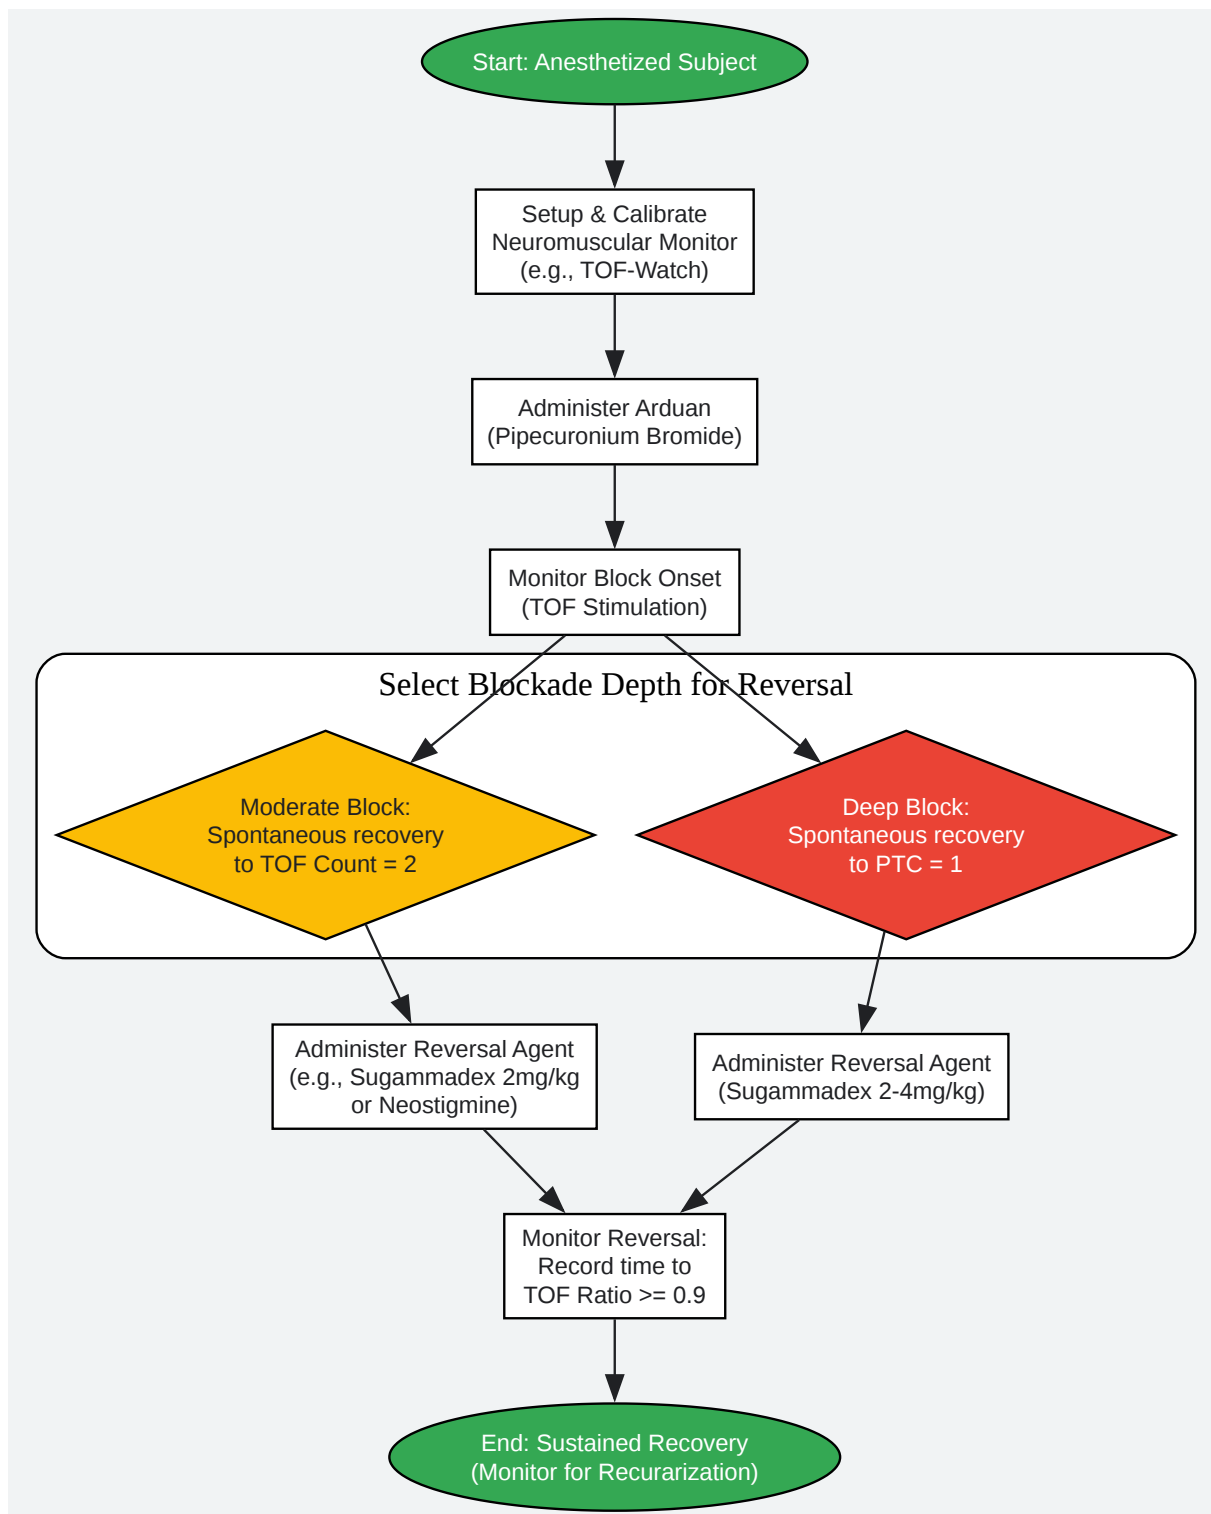 Start: Anesthetized Subject
Setup & Calibrate
Neuromuscular Monitor
(e.g., TOF-Watch)
Administer Arduan
(Pipecuronium Bromide)
Monitor Block Onset
(TOF Stimulation)
Select Blockade Depth for Reversal
Moderate Block:
Spontaneous recovery
to TOF Count = 2
Deep Block:
Spontaneous recovery
to PTC = 1
Administer Reversal Agent
(e.g., Sugammadex 2mg/kg
or Neostigmine)
Administer Reversal Agent
(Sugammadex 2-4mg/kg)
Monitor Reversal:
Record time to
TOF Ratio >= 0.9
End: Sustained Recovery
(Monitor for Recurarization)